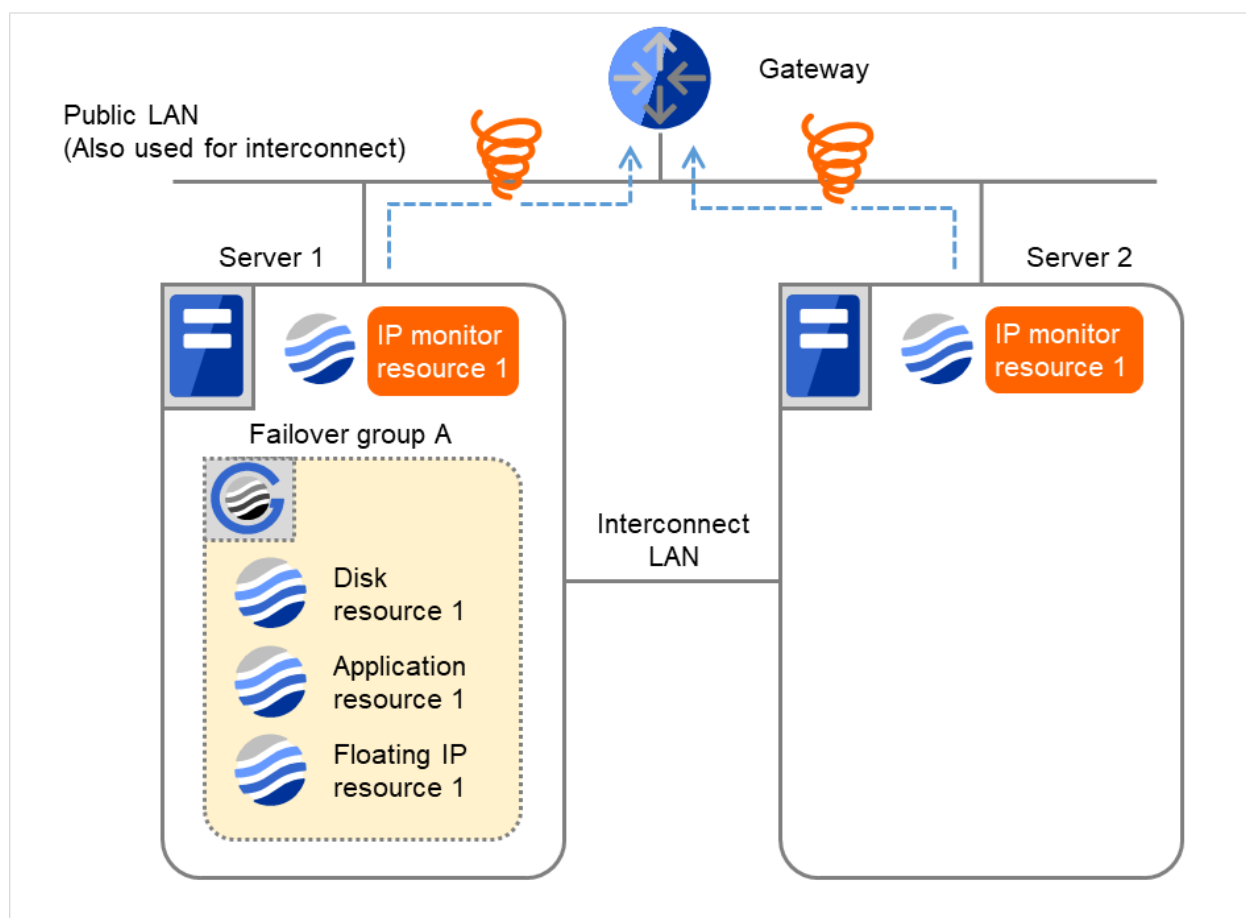 Gateway
Public LAN
(Also used for interconnect)
Server 1
Server 2
IP monitor
resource 1
IP monitor
resource 1
Failover group A
Interconnect
LAN
Disk
resource 1
Application
resource 1
Floating IP
resource 1